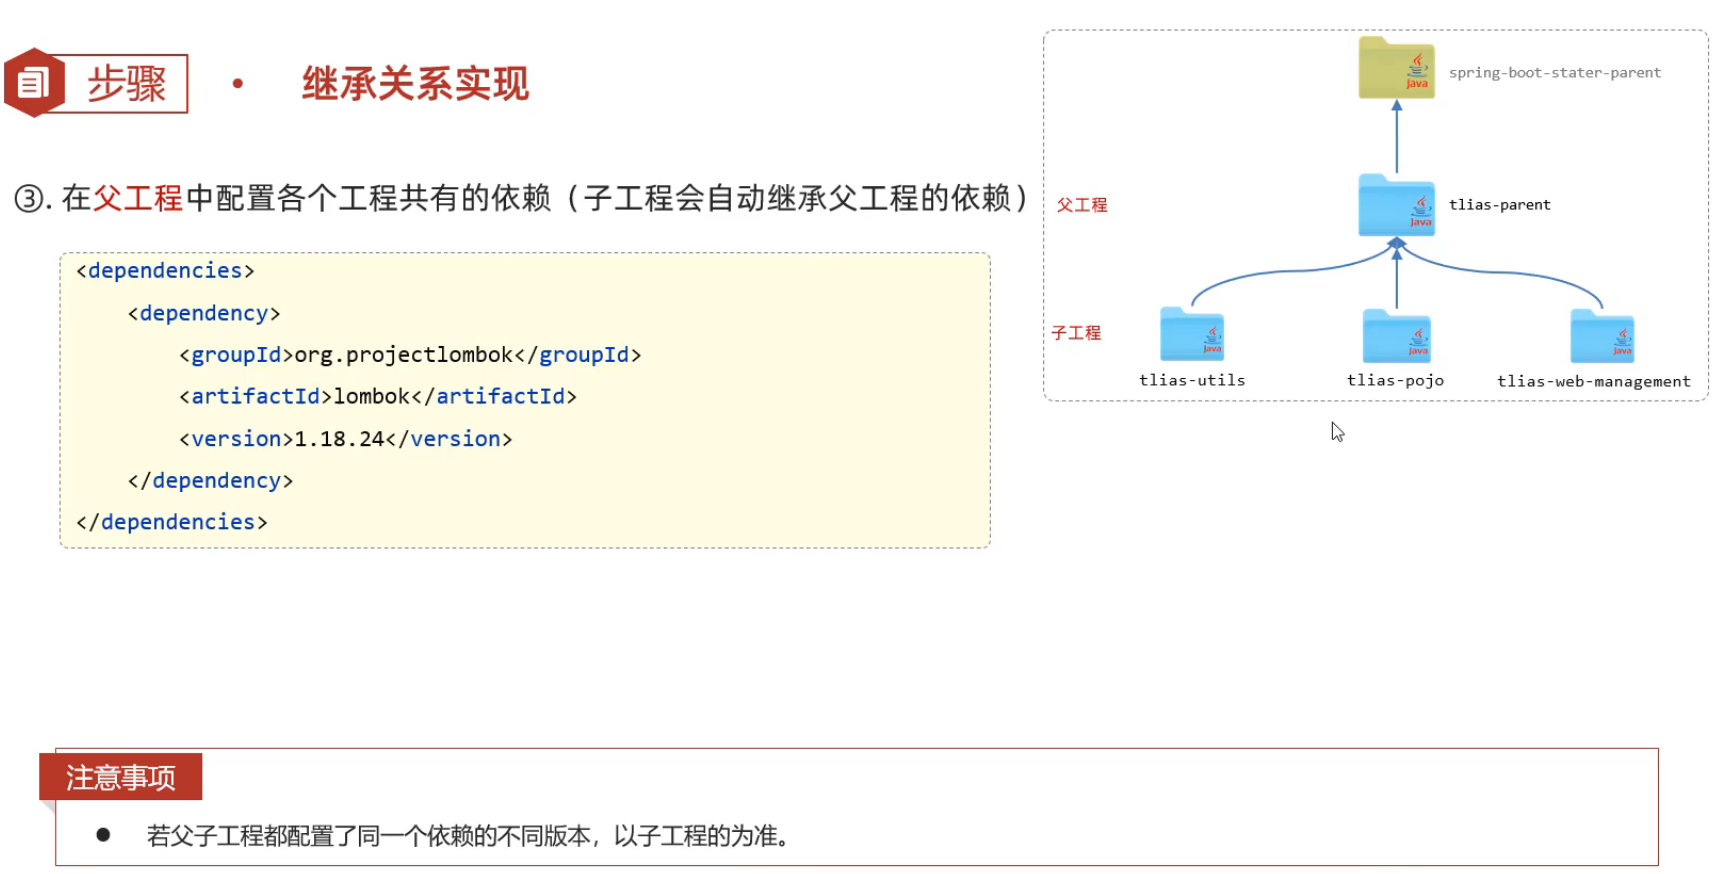 步骤
• 继承关系实现
③. 在父工程中配置各个工程共有的依赖（子工程会自动继承父工程的依赖）
<dependencies>
    <dependency>
        <groupId>org.projectlombok</groupId>
        <artifactId>lombok</artifactId>
        <version>1.18.24</version>
    </dependency>
</dependencies>
Java
spring-boot-stater-parent
父工程
Java
tlias-parent
子工程
Java
Java
Java
tlias-utils
tlias-pojo
tlias-web-management
注意事项
● 若父子工程都配置了同一个依赖的不同版本，以子工程的为准。